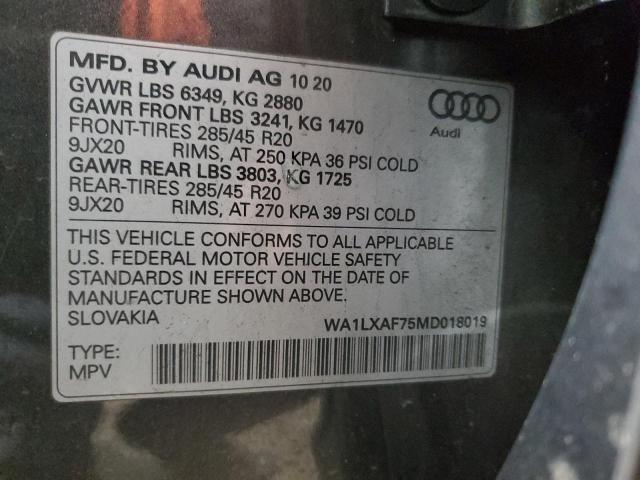 MFD. BY AUDI AG 10 20
GVWR LBS 6349, KG 2880
GAWR FRONT LBS 3241, KG 1470
FRONT-TIRES 285/45 R20
9JX20 RIMS, AT 250 KPA 36 PSI COLD
GAWR REAR LBS 3803, KG 1725
REAR-TIRES 285/45 R20
9JX20 RIMS, AT 270 KPA 39 PSI COLD
Audi
THIS VEHICLE CONFORMS TO ALL APPLICABLE
U.S. FEDERAL MOTOR VEHICLE SAFETY
STANDARDS IN EFFECT ON THE DATE OF
MANUFACTURE SHOWN ABOVE.
SLOVAKIA WA1LXAF75MD018019
TYPE:
MPV